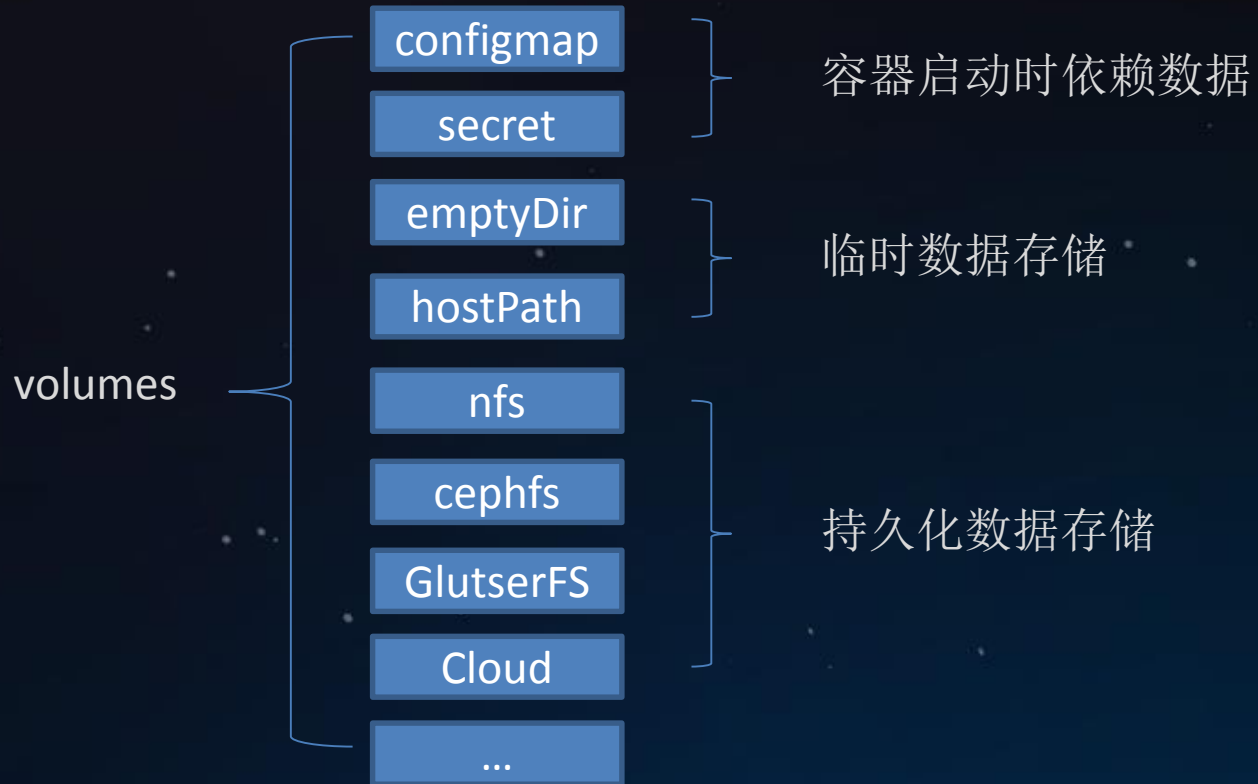 configmap
容器启动时依赖数据
secret
emptyDir
临时数据存储
hostPath
volumes
nfs
cephfs
持久化数据存储
GlutserFS
Cloud
...